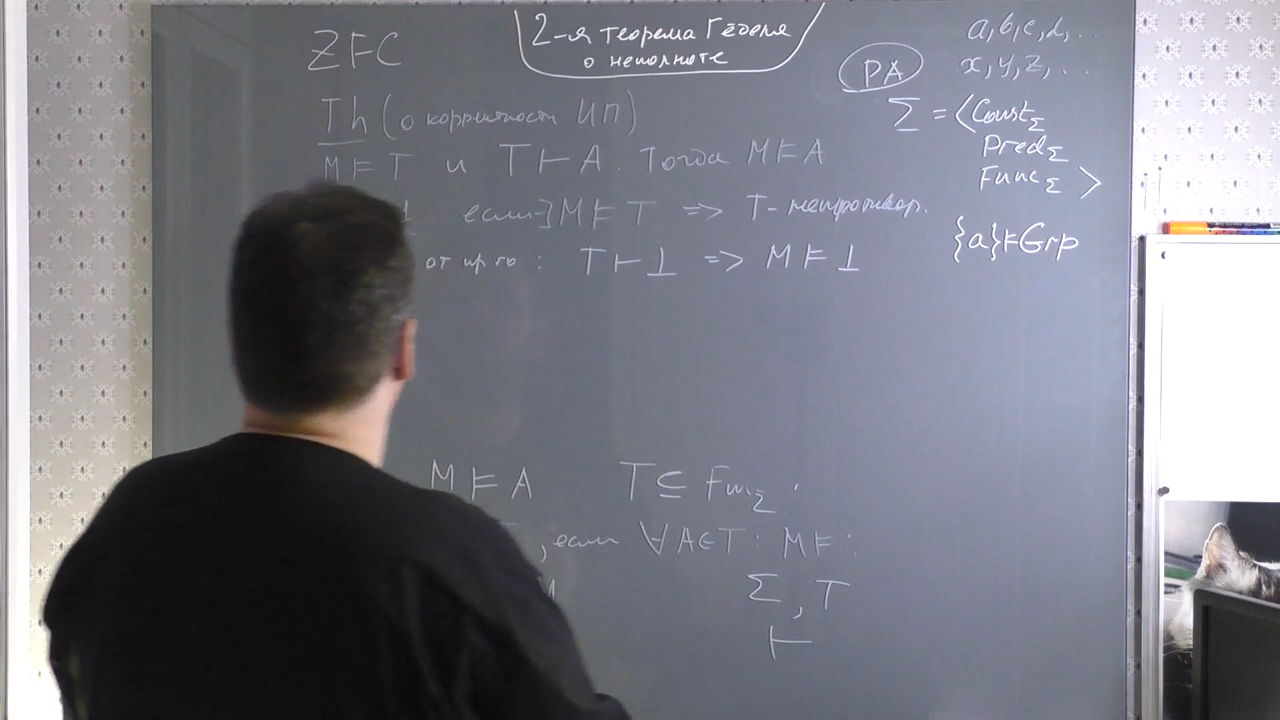 2-я теорема Гёделя
о неполноте
ZFC
Th (о корректности ИП)
M ⊨ T и T ⊢ A. Тогда M ⊨ A
если ∃ M ⊨ T => T - непротивор.
от пр-го : T ⊢ ⊥ => M ⊨ ⊥
PA
a, b, c, d, ..
x, y, z, ..
Σ = ⟨Const_Σ
Pred_Σ
Func_Σ ⟩
{a} ⊨ Grp
M ⊨ A T ⊆ Fm_Σ .
, если ∀ A ∈ T : M ⊨ :
Σ , T
⊢